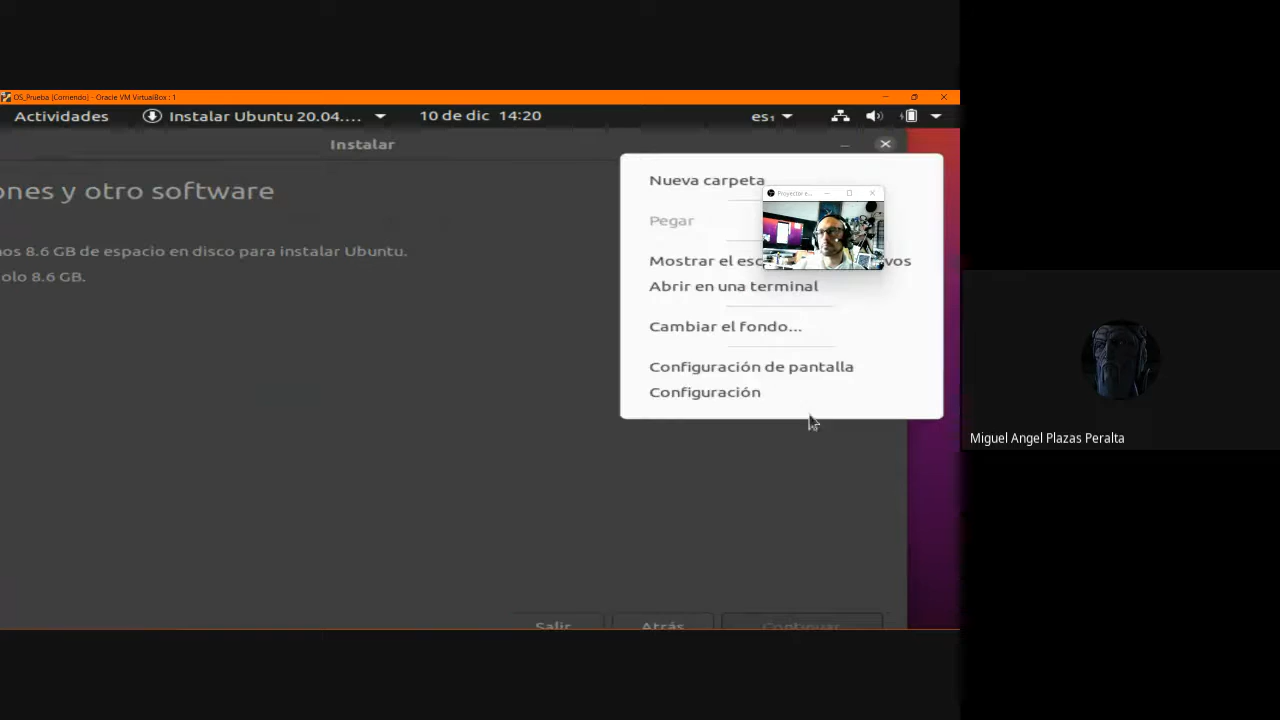 OS_Prueba [Corriendo] - Oracle VM VirtualBox : 1
Actividades
Instalar Ubuntu 20.04....
10 de dic 14:20
es₁
Instalar
ones y otro software
nos 8.6 GB de espacio en disco para instalar Ubuntu.
olo 8.6 GB.
Nueva carpeta
Proyector e...
Pegar
Mostrar el esc
vos
Abrir en una terminal
Cambiar el fondo...
Configuración de pantalla
Configuración
Miguel Angel Plazas Peralta
Salir
Atrás
Continuar